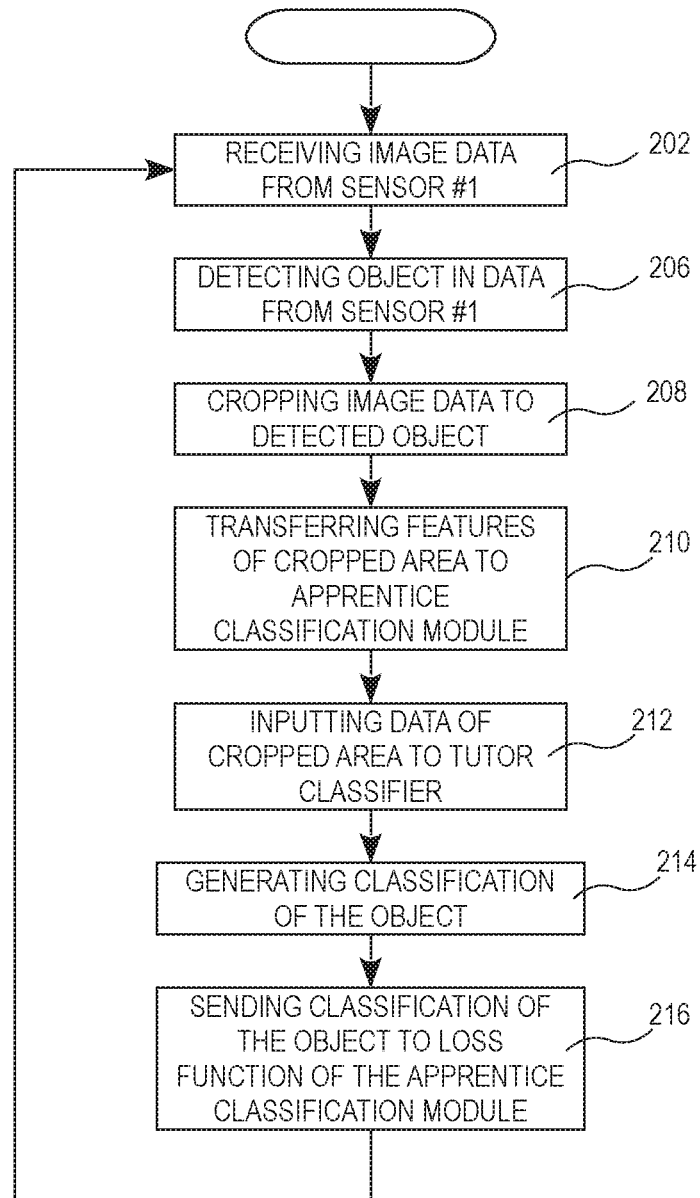 RECEIVING IMAGE DATA
FROM SENSOR #1
202
DETECTING OBJECT IN DATA
FROM SENSOR #1
206
CROPPING IMAGE DATA TO
DETECTED OBJECT
208
TRANSFERRING FEATURES
OF CROPPED AREA TO
APPRENTICE
CLASSIFICATION MODULE
210
INPUTTING DATA OF
CROPPED AREA TO TUTOR
CLASSIFIER
212
GENERATING CLASSIFICATION
OF THE OBJECT
214
SENDING CLASSIFICATION OF
THE OBJECT TO LOSS
FUNCTION OF THE APPRENTICE
CLASSIFICATION MODULE
216